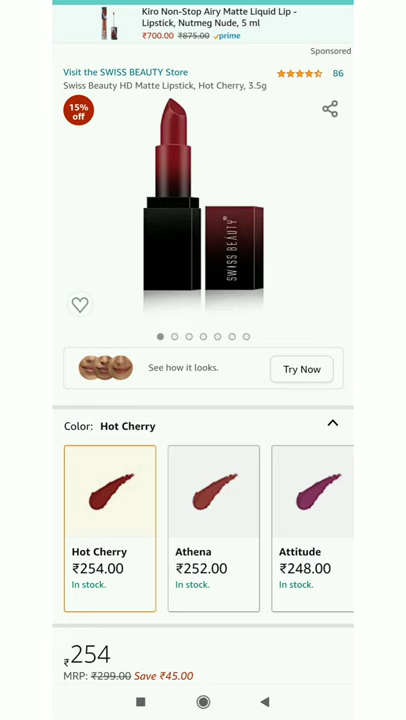 Kiro Non-Stop Airy Matte Liquid Lip -
Lipstick, Nutmeg Nude, 5 ml
₹700.00 ₹875.00 prime
Sponsored
Visit the SWISS BEAUTY Store 86
Swiss Beauty HD Matte Lipstick, Hot Cherry, 3.5g
15%
off
SWISS BEAUTY®
See how it looks. Try Now
Color: Hot Cherry
Hot Cherry
₹254.00
In stock.
Athena
₹252.00
In stock.
Attitude
₹248.00
In stock.
₹254
MRP: ₹299.00 Save ₹45.00